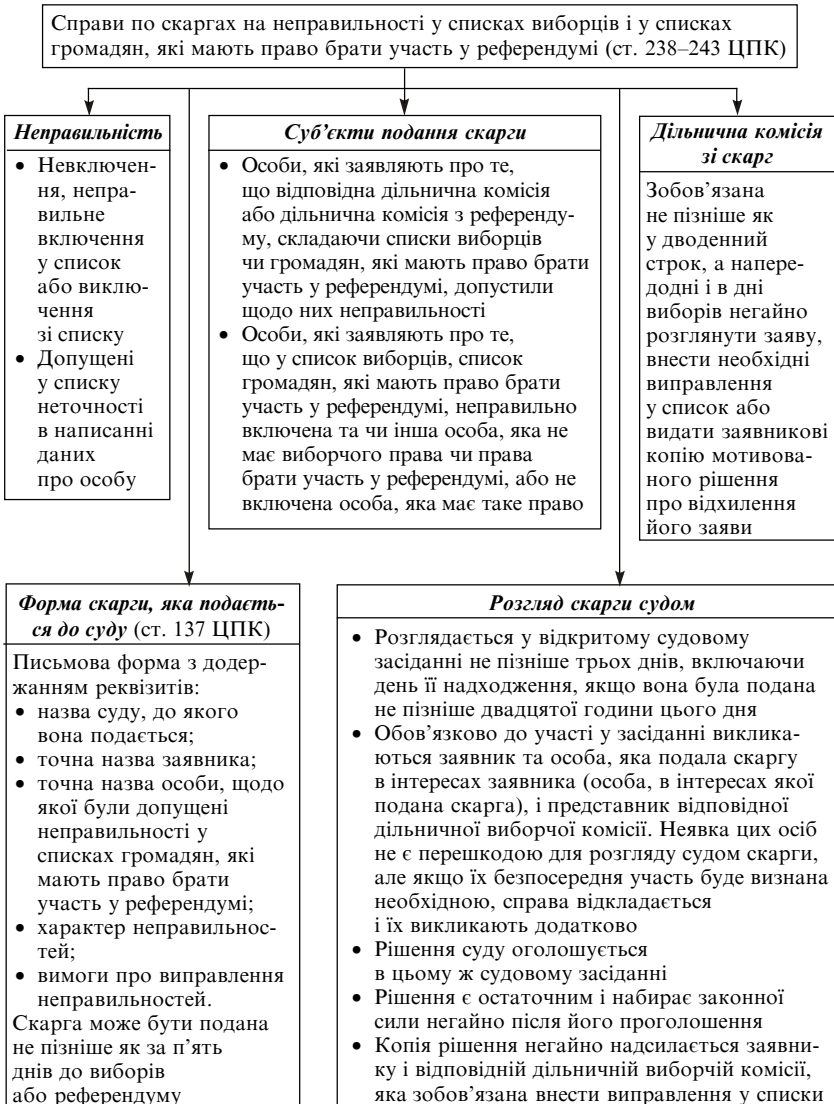 Справи по скаргах на неправильності у списках виборців і у списках
громадян, які мають право брати участь у референдумі (ст. 238–243 ЦПК)
Неправильність
• Невключен-
ня, непра-
вильне
включення
у список
або виклю-
чення
зі списку
• Допущені
у списку
неточності
в написанні
даних
про особу
Суб’єкти подання скарги
• Особи, які заявляють про те,
що відповідна дільнична комісія
або дільнична комісія з референду-
му, складаючи списки виборців
чи громадян, які мають право брати
участь у референдумі, допустили
щодо них неправильності
• Особи, які заявляють про те,
що у список виборців, список
громадян, які мають право брати
участь у референдумі, неправильно
включена та чи інша особа, яка не
має виборчого права чи права
брати участь у референдумі, або не
включена особа, яка має таке право
Дільнична комісія
зі скарг
Зобов’язана
не пізніше як
у дводенний
строк, а напере-
додні і в дні
виборів негайно
розглянути заяву,
внести необхідні
виправлення
у список або
видати заявникові
копію мотивова-
ного рішення
про відхилення
його заяви
Форма скарги, яка подаєть-
ся до суду (ст. 137 ЦПК)
Письмова форма з додер-
жанням реквізитів:
• назва суду, до якого
вона подається;
• точна назва заявника;
• точна назва особи, щодо
якої були допущені
неправильності у
списках громадян, які
мають право брати
участь у референдумі;
• характер неправильнос-
тей;
• вимоги про виправлення
неправильностей.
Скарга може бути подана
не пізніше як за п’ять
днів до виборів
або референдуму
Розгляд скарги судом
• Розглядається у відкритому судовому
засіданні не пізніше трьох днів, включаючи
день її надходження, якщо вона була подана
не пізніше двадцятої години цього дня
• Обов’язково до участі у засіданні виклика-
ються заявник та особа, яка подала скаргу
в інтересах заявника (особа, в інтересах якої
подана скарга), і представник відповідної
дільничної виборчої комісії. Неявка цих осіб
не є перешкодою для розгляду судом скарги,
але якщо їх безпосередня участь буде визнана
необхідною, справа відкладається
і їх викликають додатково
• Рішення суду оголошується
в цьому ж судовому засіданні
• Рішення є остаточним і набирає законної
сили негайно після його проголошення
• Копія рішення негайно надсилається заявни-
ку і відповідній дільничній виборчій комісії,
яка зобов’язана внести виправлення у списки